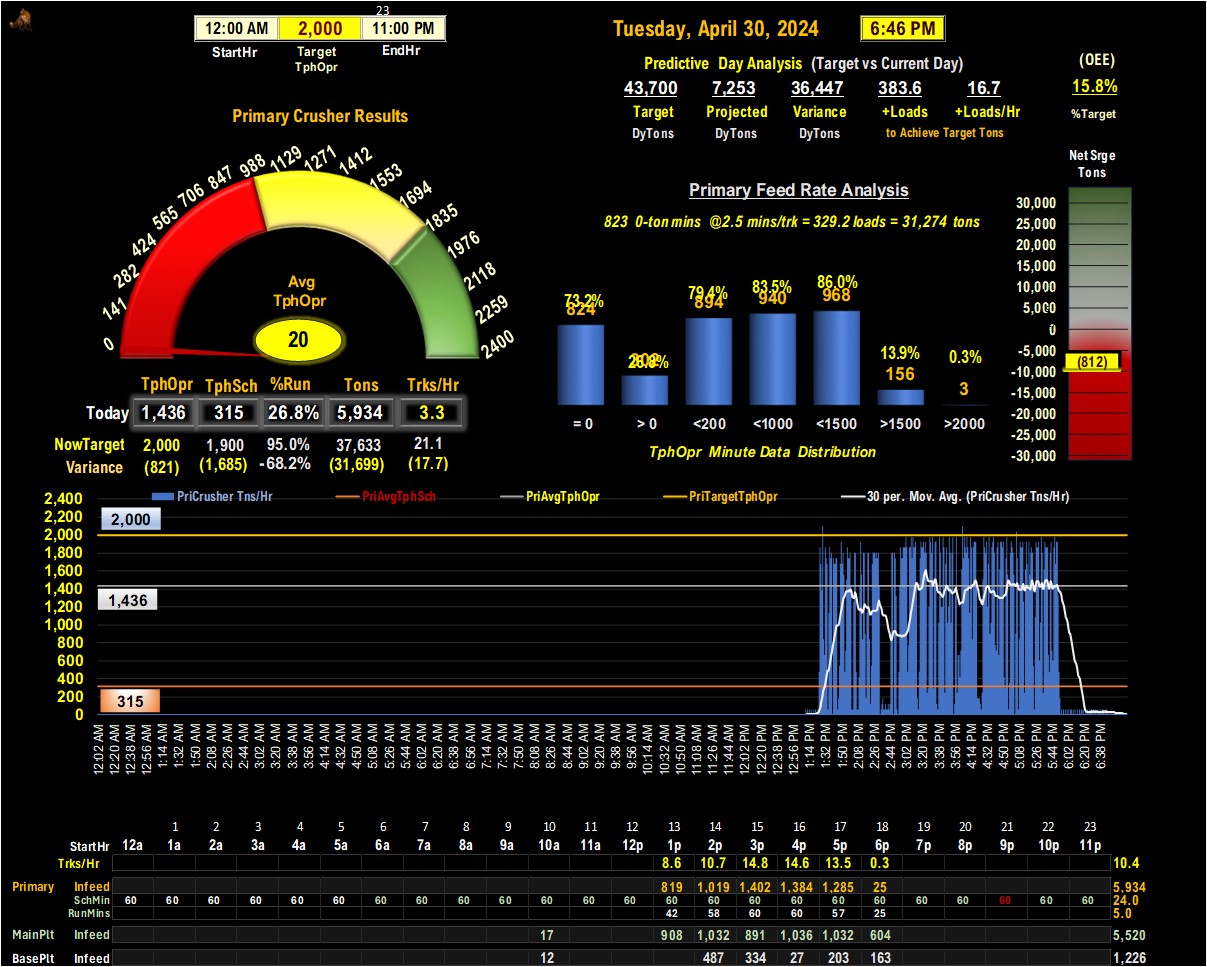 23
12:00 AM 2,000 11:00 PM
StartHr Target TphOpr EndHr
Tuesday, April 30, 2024 6:46 PM
Predictive Day Analysis (Target vs Current Day)
43,700 7,253 36,447 383.6 16.7
Target Projected Variance +Loads +Loads/Hr
DyTons DyTons DyTons to Achieve Target Tons
(OEE)
15.8%
%Target
Primary Crusher Results
0 141 282 424 565 706 847 988 1129 1271 1412 1553 1694 1835 1976 2118 2259 2400
Avg
TphOpr
20
TphOpr TphSch %Run Tons Trks/Hr
Today 1,436 315 26.8% 5,934 3.3
NowTarget 2,000 1,900 95.0% 37,633 21.1
Variance (821) (1,685) -68.2% (31,699) (17.7)
Primary Feed Rate Analysis
823 0-ton mins @2.5 mins/trk = 329.2 loads = 31,274 tons
73.2% 79.4% 83.5% 86.0% 13.9% 0.3%
824 894 940 968 156 3
26.8%
= 0 > 0 <200 <1000 <1500 >1500 >2000
TphOpr Minute Data Distribution
Net Srge
Tons
30,000
25,000
20,000
15,000
10,000
5,000
0
-5,000
(812)
-10,000
-15,000
-20,000
-25,000
-30,000
PriCrusher Tns/Hr PriAvgTphSch PriAvgTphOpr PriTargetTphOpr 30 per. Mov. Avg. (PriCrusher Tns/Hr)
2,400
2,200
2,000
2,000
1,800
1,600
1,400
1,436
1,200
1,000
800
600
400
315
200
0
12:02 AM 12:20 AM 12:38 AM 12:56 AM 1:14 AM 1:32 AM 1:50 AM 2:08 AM 2:26 AM 2:44 AM 3:02 AM 3:20 AM 3:38 AM 3:56 AM 4:14 AM 4:32 AM 4:50 AM 5:08 AM 5:26 AM 5:44 AM 6:02 AM 6:20 AM 6:38 AM 6:56 AM 7:14 AM 7:32 AM 7:50 AM 8:08 AM 8:26 AM 8:44 AM 9:02 AM 9:20 AM 9:38 AM 9:56 AM 10:14 AM 10:32 AM 10:50 AM 11:08 AM 11:26 AM 11:44 AM 12:02 PM 12:20 PM 12:38 PM 12:56 PM 1:14 PM 1:32 PM 1:50 PM 2:08 PM 2:26 PM 2:44 PM 3:02 PM 3:20 PM 3:38 PM 3:56 PM 4:14 PM 4:32 PM 4:50 PM 5:08 PM 5:26 PM 5:44 PM 6:02 PM 6:20 PM 6:38 PM
1 2 3 4 5 6 7 8 9 10 11 12 13 14 15 16 17 18 19 20 21 22 23
StartHr 12a 1a 2a 3a 4a 5a 6a 7a 8a 9a 10a 11a 12p 1p 2p 3p 4p 5p 6p 7p 8p 9p 10p 11p
Trks/Hr 8.6 10.7 14.8 14.6 13.5 0.3 10.4
Primary Infeed 819 1,019 1,402 1,384 1,285 25 5,934
SchMin 60 60 60 60 60 60 60 60 60 60 60 60 60 60 60 60 60 60 60 60 60 60 60 60 24.0
RunMins 42 58 60 60 57 25 5.0
MainPlt Infeed 17 908 1,032 891 1,036 1,032 604 5,520
BasePlt Infeed 12 487 334 27 203 163 1,226